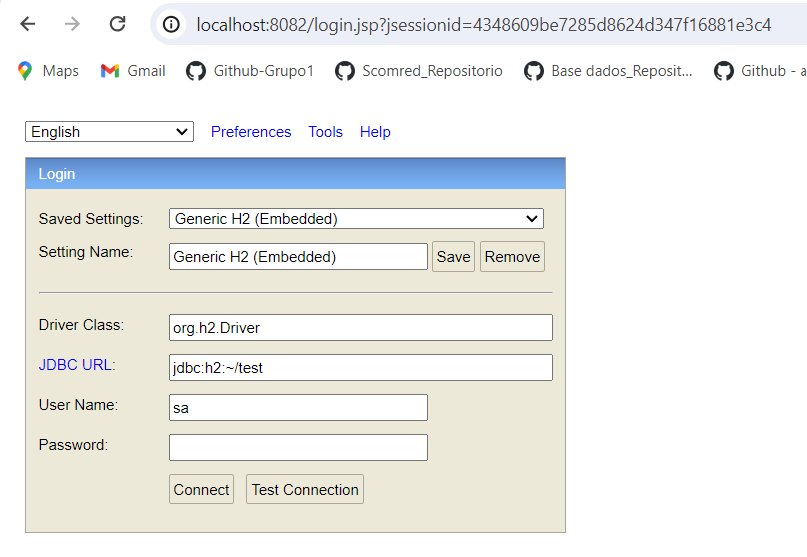 localhost:8082/login.jsp?jsessionid=4348609be7285d8624d347f16881e3c4
Maps Gmail Github-Grupo1 Scomred_Repositorio Base dados_Reposit... Github - a
English Preferences Tools Help
Login
Saved Settings: Generic H2 (Embedded)
Setting Name: Generic H2 (Embedded) Save Remove
Driver Class: org.h2.Driver
JDBC URL: jdbc:h2:~/test
User Name: sa
Password:
Connect Test Connection